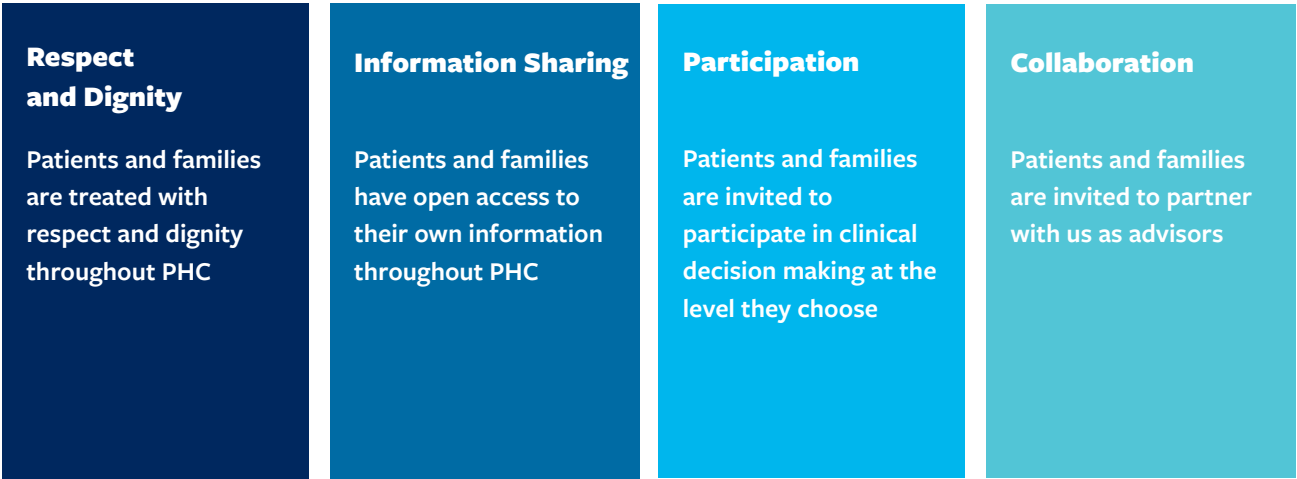 Respect
and Dignity
Patients and families
are treated with
respect and dignity
throughout PHC
Information Sharing
Patients and families
have open access to
their own information
throughout PHC
Participation
Patients and families
are invited to
participate in clinical
decision making at the
level they choose
Collaboration
Patients and families
are invited to partner
with us as advisors